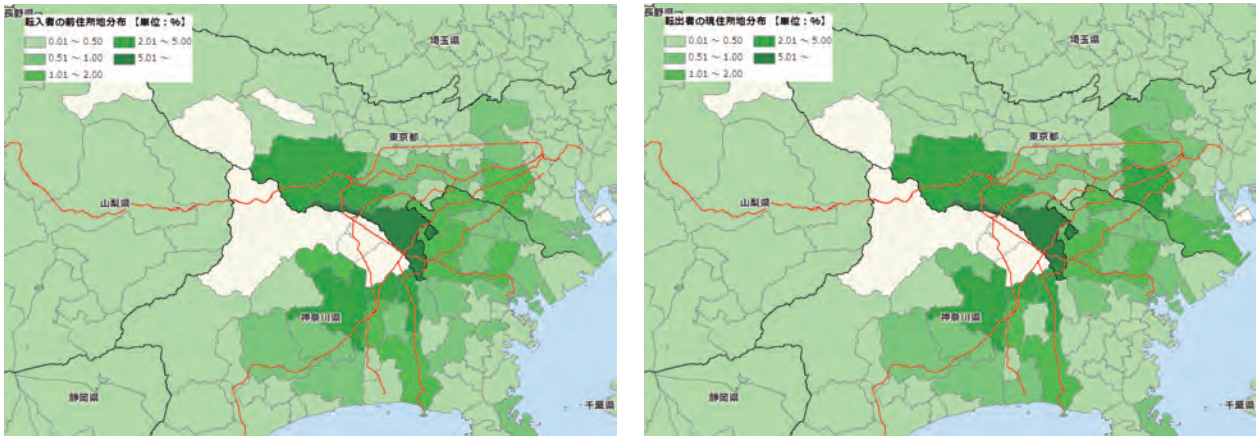 長野県
転入者の前住所地分布 【単位：%】
0.01 ～ 0.50
2.01 ～ 5.00
0.51 ～ 1.00
5.01 ～
1.01 ～ 2.00
埼玉県
東京都
山梨県
神奈川県
静岡県
千葉県
長野県
転出者の現住所地分布 【単位：%】
0.01 ～ 0.50
2.01 ～ 5.00
0.51 ～ 1.00
5.01 ～
1.01 ～ 2.00
埼玉県
東京都
山梨県
神奈川県
静岡県
千葉県